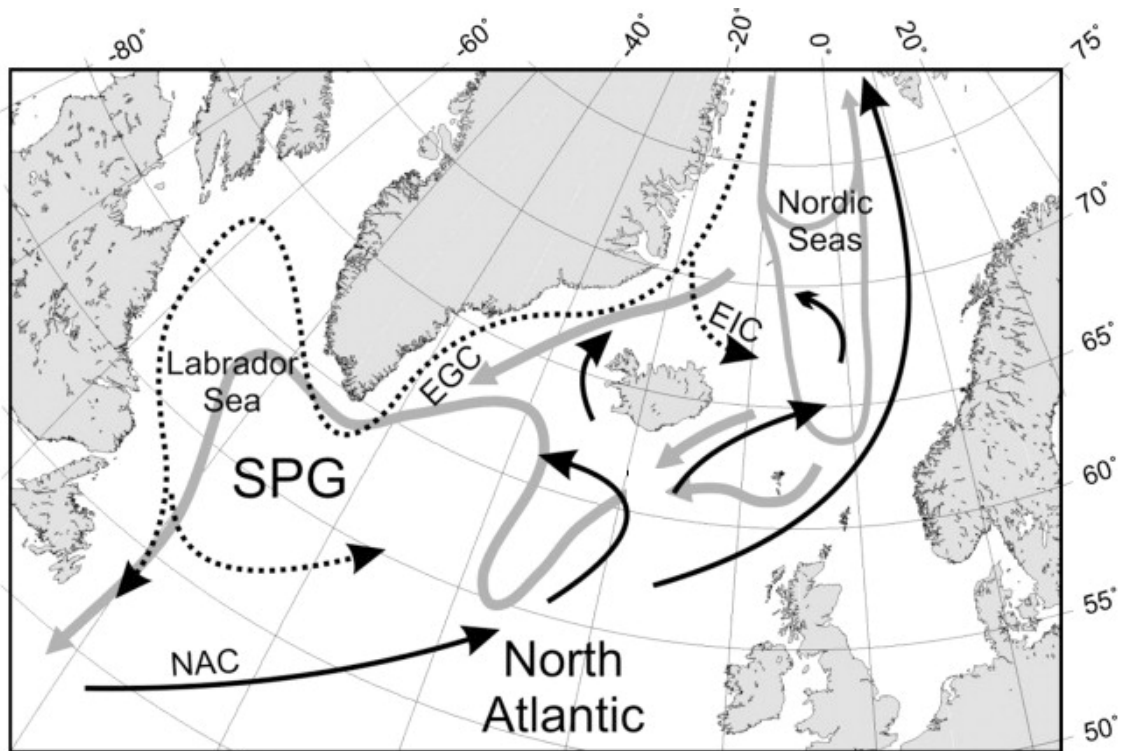 -80°
-60°
-40°
-20°
0°
20°
75°
70°
65°
60°
55°
50°
Nordic
Seas
EIC
EGC
Labrador
Sea
SPG
NAC
North
Atlantic